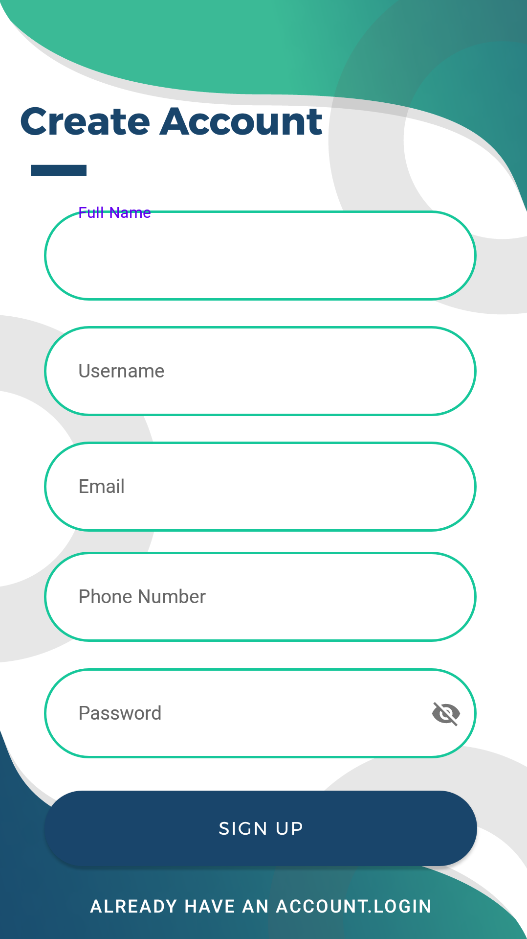 Create Account
Full Name
Username
Email
Phone Number
Password
SIGN UP
ALREADY HAVE AN ACCOUNT.LOGIN